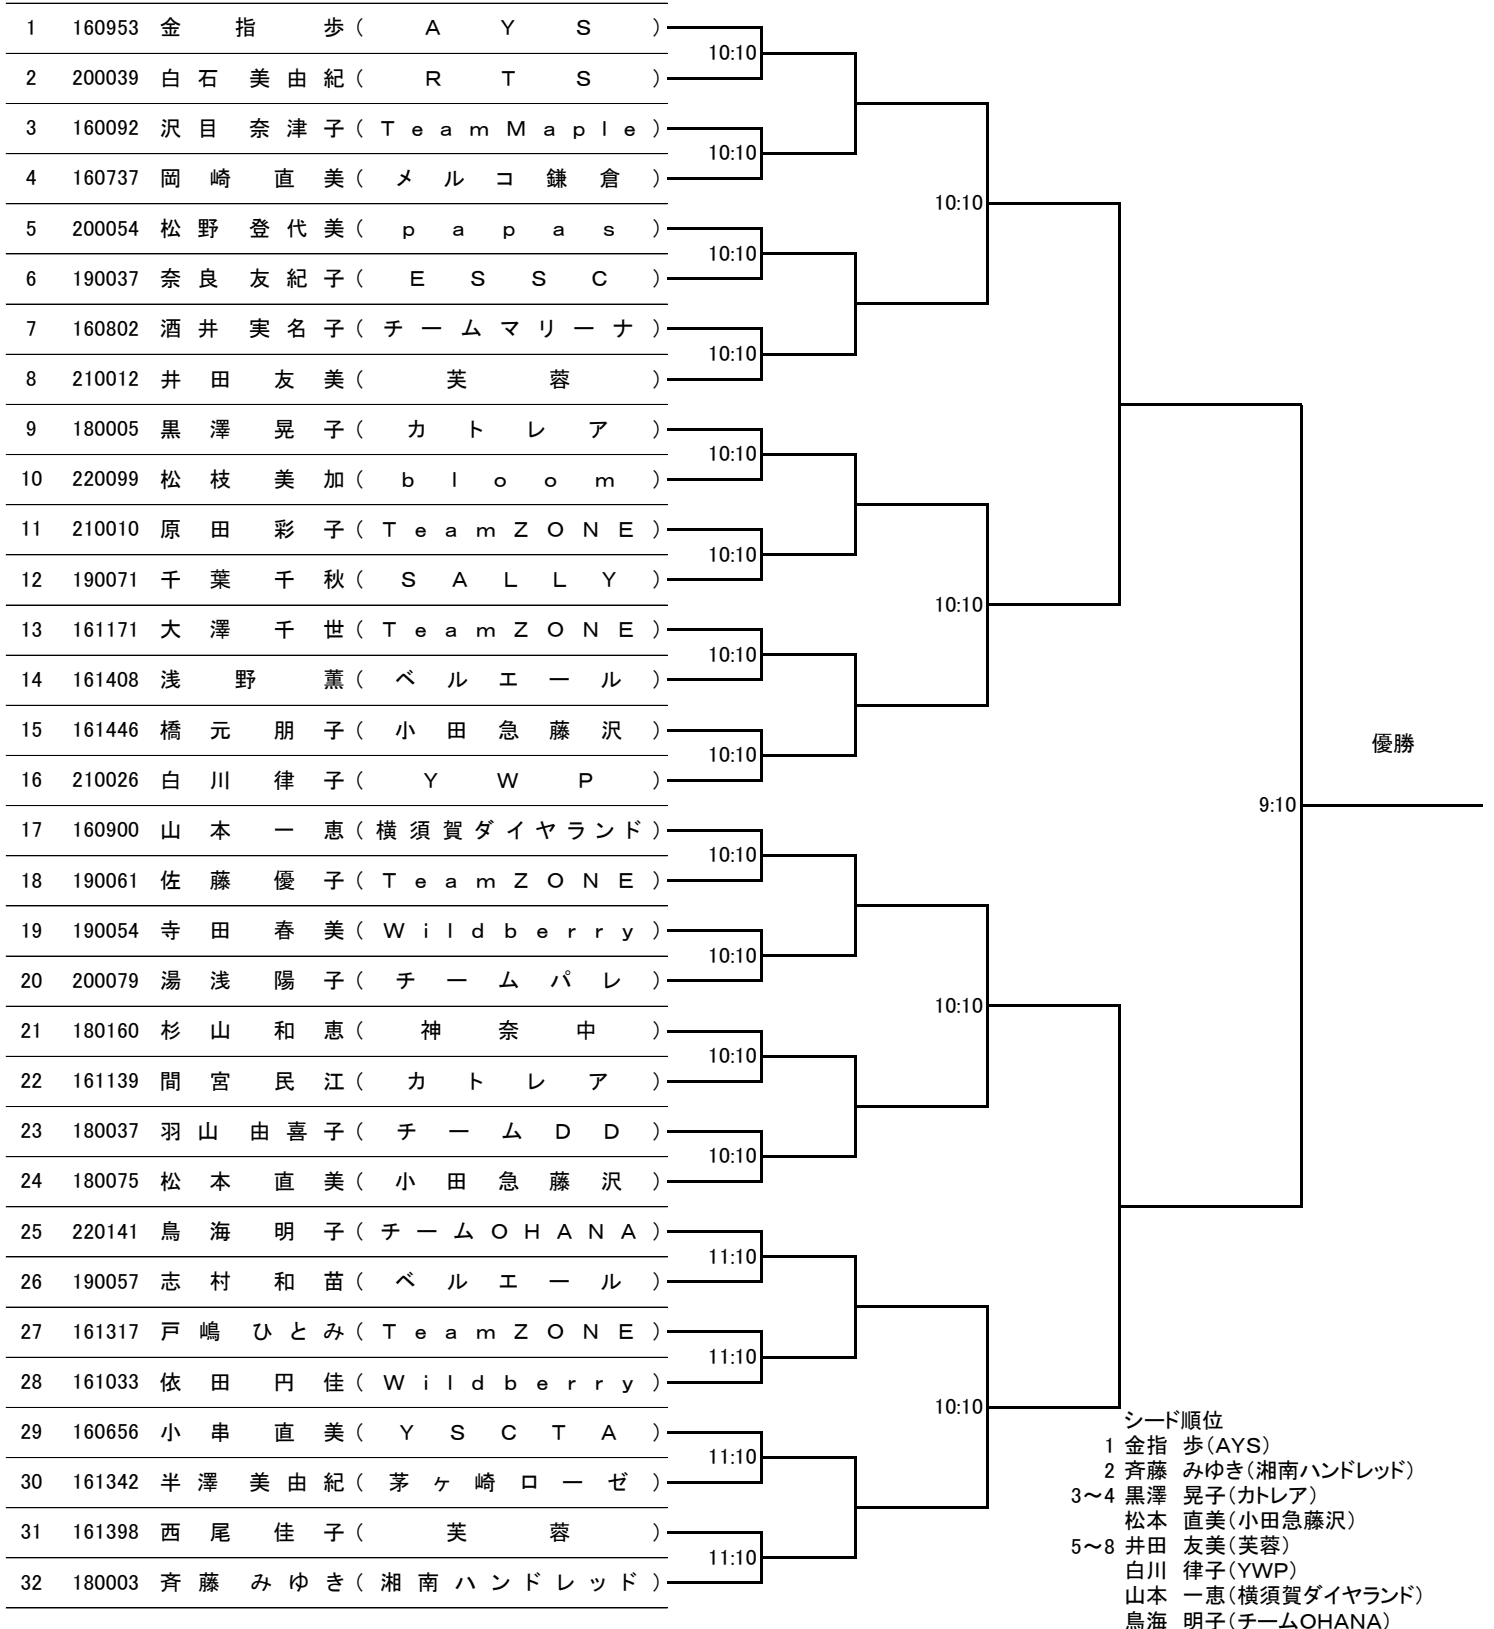 1 160953 金 指 歩 ( A Y S )
10:10
2 200039 白 石 美 由 紀 ( R T S )
3 160092 沢 目 奈 津 子 ( T e a m M a p l e )
10:10
4 160737 岡 崎 直 美 ( メ ル コ 鎌 倉 )
10:10
5 200054 松 野 登 代 美 ( p a p a s )
10:10
6 190037 奈 良 友 紀 子 ( E S S C )
7 160802 酒 井 実 名 子 ( チ ー ム マ リ ー ナ )
10:10
8 210012 井 田 友 美 ( 芙 蓉 )
9 180005 黒 澤 晃 子 ( カ ト レ ア )
10:10
10 220099 松 枝 美 加 ( b l o o m )
11 210010 原 田 彩 子 ( T e a m Z O N E )
10:10
12 190071 千 葉 千 秋 ( S A L L Y )
10:10
13 161171 大 澤 千 世 ( T e a m Z O N E )
10:10
14 161408 浅 野 薫 ( ベ ル エ ー ル )
15 161446 橋 元 朋 子 ( 小 田 急 藤 沢 )
優勝
10:10
16 210026 白 川 律 子 ( Y W P )
9:10
17 160900 山 本 一 恵 ( 横 須 賀 ダ イ ヤ ラ ン ド )
10:10
18 190061 佐 藤 優 子 ( T e a m Z O N E )
19 190054 寺 田 春 美 ( W i l d b e r r y )
10:10
20 200079 湯 浅 陽 子 ( チ ー ム パ レ )
10:10
21 180160 杉 山 和 恵 ( 神 奈 中 )
10:10
22 161139 間 宮 民 江 ( カ ト レ ア )
23 180037 羽 山 由 喜 子 ( チ ー ム D D )
10:10
24 180075 松 本 直 美 ( 小 田 急 藤 沢 )
25 220141 鳥 海 明 子 ( チ ー ム O H A N A )
11:10
26 190057 志 村 和 苗 ( ベ ル エ ー ル )
27 161317 戸 嶋 ひ と み ( T e a m Z O N E )
11:10
28 161033 依 田 円 佳 ( W i l d b e r r y )
10:10
29 160656 小 串 直 美 ( Y S C T A )
11:10
30 161342 半 澤 美 由 紀 ( 茅 ヶ 崎 ロ ー ゼ )
31 161398 西 尾 佳 子 ( 芙 蓉 )
11:10
32 180003 斉 藤 み ゆ き ( 湘 南 ハ ン ド レ ッ ド )
シード順位
1 金指 歩(AYS)
2 斉藤 みゆき(湘南ハンドレッド)
3～4 黒澤 晃子(カトレア)
松本 直美(小田急藤沢)
5～8 井田 友美(芙蓉)
白川 律子(YWP)
山本 一恵(横須賀ダイヤランド)
鳥海 明子(チームOHANA)